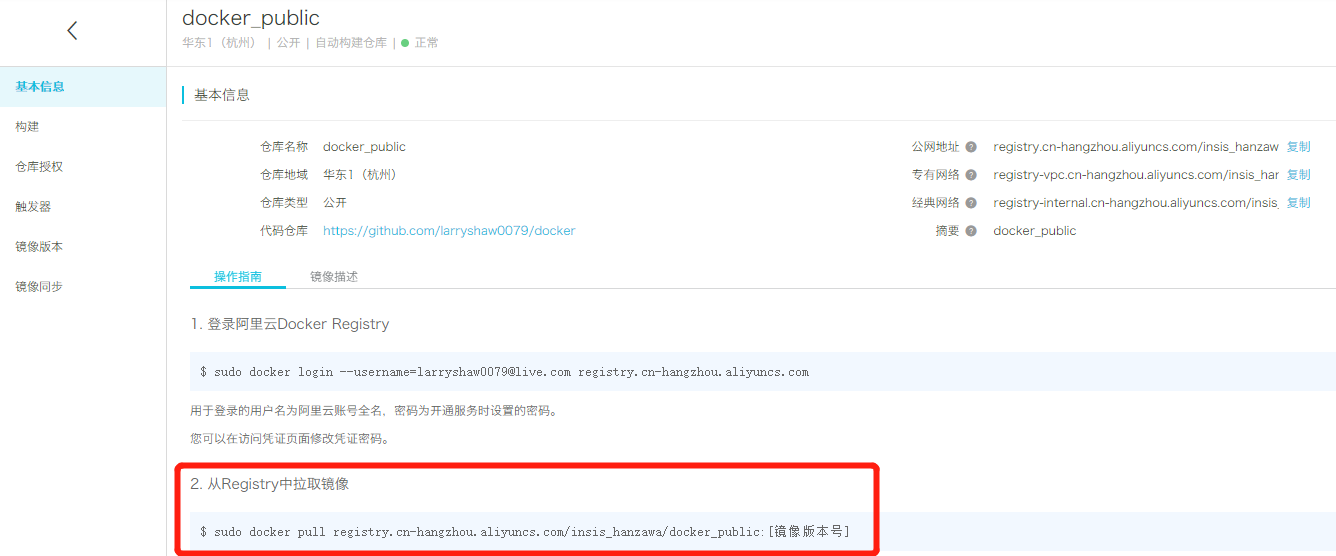 docker_public
华东1（杭州） | 公开 | 自动构建仓库 | 正常
基本信息
构建
仓库授权
触发器
镜像版本
镜像同步
基本信息
仓库名称 docker_public
公网地址 ? registry.cn-hangzhou.aliyuncs.com/insis_hanzaw 复制
仓库地域 华东1（杭州）
专有网络 ? registry-vpc.cn-hangzhou.aliyuncs.com/insis_har 复制
仓库类型 公开
经典网络 ? registry-internal.cn-hangzhou.aliyuncs.com/insis_ 复制
代码仓库 https://github.com/larryshaw0079/docker
摘要 ? docker_public
操作指南 镜像描述
1. 登录阿里云Docker Registry
$ sudo docker login --username=larryshaw0079@live.com registry.cn-hangzhou.aliyuncs.com
用于登录的用户名为阿里云账号全名，密码为开通服务时设置的密码。
您可以在访问凭证页面修改凭证密码。
2. 从Registry中拉取镜像
$ sudo docker pull registry.cn-hangzhou.aliyuncs.com/insis_hanzawa/docker_public:[镜像版本号]